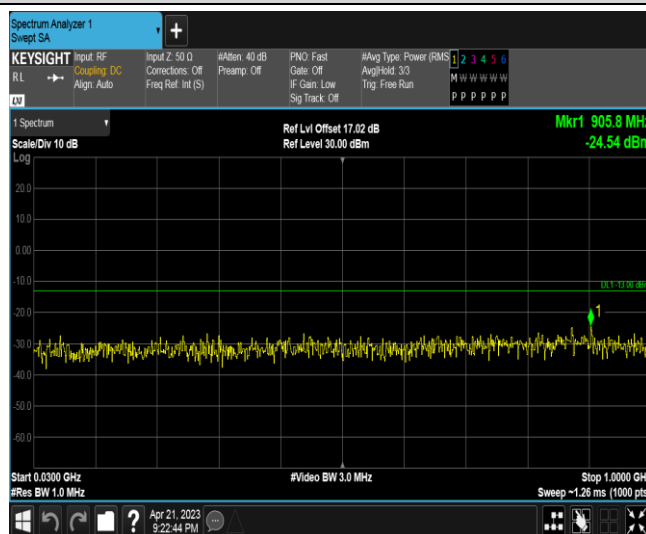 Spectrum Analyzer 1
Swept SA
+
KEYSIGHT
RL
LXI
Input: RF
Coupling: DC
Align: Auto
Input Z: 50 Ω
Corrections: Off
Freq Ref: Int (S)
#Atten: 40 dB
Preamp: Off
PNO: Fast
Gate: Off
IF Gain: Low
Sig Track: Off
#Avg Type: Power (RMS
Avg|Hold: 3/3
Trig: Free Run
1 2 3 4 5 6
M W W W W W
P P P P P P
1 Spectrum
Scale/Div 10 dB
Log
Ref Lvl Offset 17.02 dB
Ref Level 30.00 dBm
Mkr1 905.8 MHz
-24.54 dBm
20.0
10.0
0.00
-10.0
DL1 -13.00 dBm
1
-20.0
-30.0
-40.0
-50.0
-60.0
Start 0.0300 GHz
#Res BW 1.0 MHz
#Video BW 3.0 MHz
Stop 1.0000 GHz
Sweep ~1.26 ms (1000 pts)
?
Apr 21, 2023
9:22:44 PM